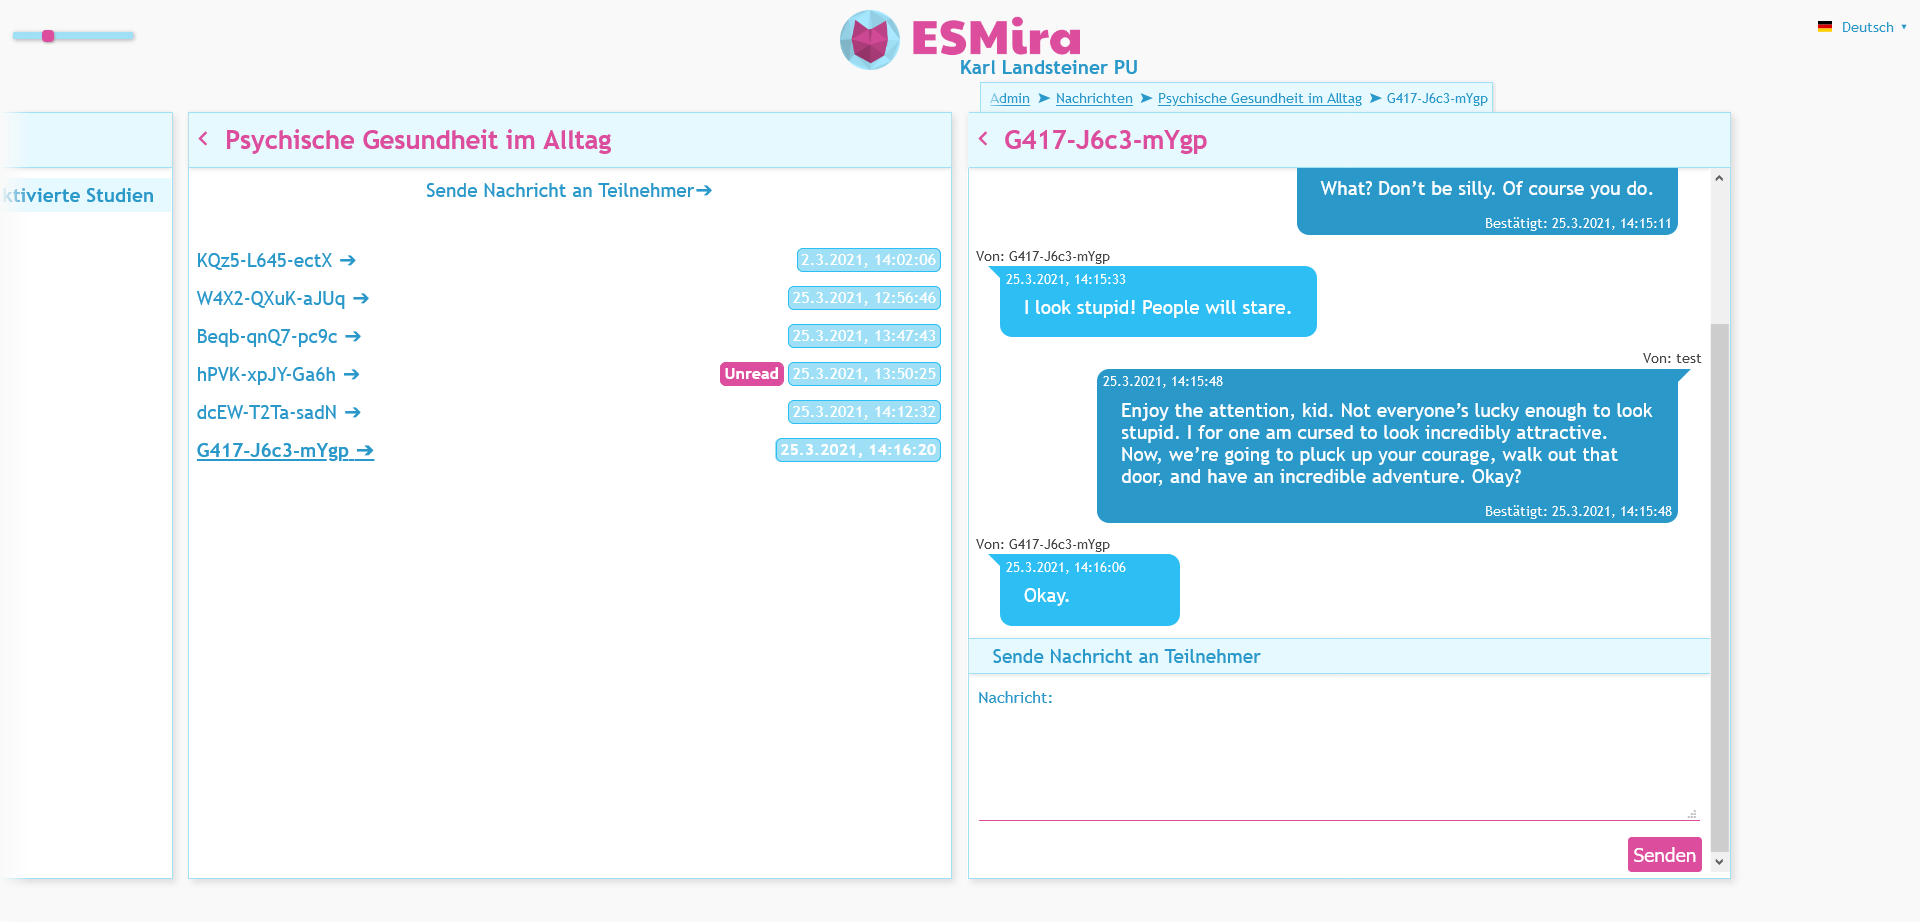 ESMira
Karl Landsteiner PU
Deutsch ▾
Admin ➤ Nachrichten ➤ Psychische Gesundheit im Alltag ➤ G417-J6c3-mYgp
ktivierte Studien
Psychische Gesundheit im Alltag
Sende Nachricht an Teilnehmer➔
KQz5-L645-ectX ➔ 2.3.2021, 14:02:06
W4X2-QXuK-aJUq ➔ 25.3.2021, 12:56:46
Beqb-qnQ7-pc9c ➔ 25.3.2021, 13:47:43
hPVK-xpJY-Ga6h ➔ Unread 25.3.2021, 13:50:25
dcEW-T2Ta-sadN ➔ 25.3.2021, 14:12:32
G417-J6c3-mYgp ➔ 25.3.2021, 14:16:20
G417-J6c3-mYgp
What? Don’t be silly. Of course you do.
Bestätigt: 25.3.2021, 14:15:11
Von: G417-J6c3-mYgp
25.3.2021, 14:15:33
I look stupid! People will stare.
Von: test
25.3.2021, 14:15:48
Enjoy the attention, kid. Not everyone’s lucky enough to look
stupid. I for one am cursed to look incredibly attractive.
Now, we’re going to pluck up your courage, walk out that
door, and have an incredible adventure. Okay?
Bestätigt: 25.3.2021, 14:15:48
Von: G417-J6c3-mYgp
25.3.2021, 14:16:06
Okay.
Sende Nachricht an Teilnehmer
Nachricht:
Senden